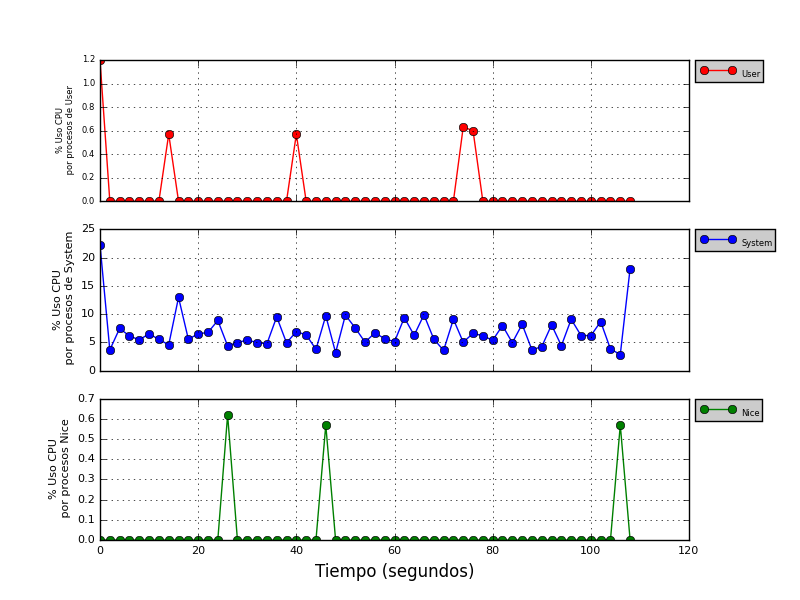 1.2
1.0
0.8
0.6
0.4
0.2
0.0
% Uso CPU
por procesos de User
User
25
20
15
10
5
0
% Uso CPU
por procesos de System
System
0.7
0.6
0.5
0.4
0.3
0.2
0.1
0.0
% Uso CPU
por procesos Nice
Nice
0 20 40 60 80 100 120
Tiempo (segundos)